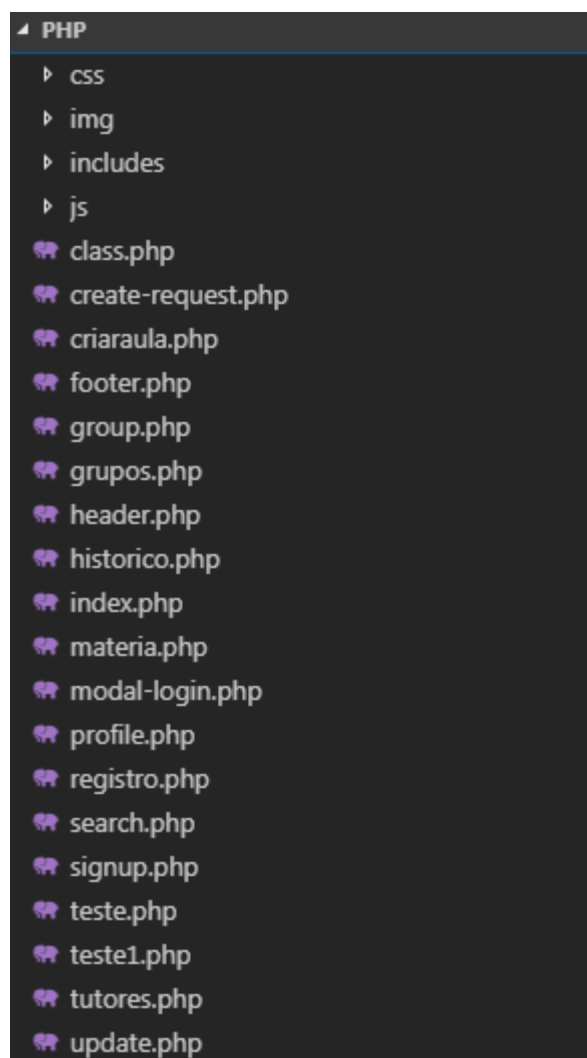 PHP
css
img
includes
js
class.php
create-request.php
criaraula.php
footer.php
group.php
grupos.php
header.php
historico.php
index.php
materia.php
modal-login.php
profile.php
registro.php
search.php
signup.php
teste.php
teste1.php
tutores.php
update.php